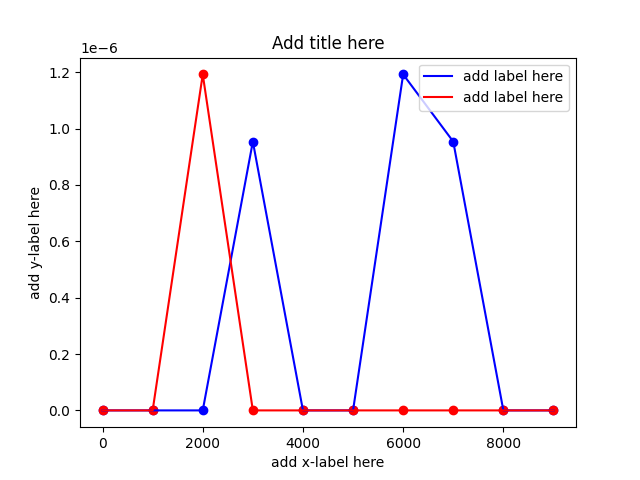 Add title here
1e−6
add label here
add label here
1.2
1.0
0.8
0.6
0.4
0.2
0.0
add y-label here
0 2000 4000 6000 8000
add x-label here